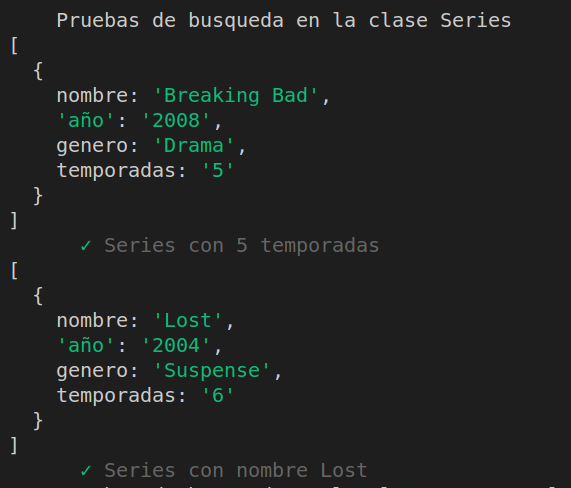 Pruebas de busqueda en la clase Series
[
{
nombre: 'Breaking Bad',
'año': '2008',
genero: 'Drama',
temporadas: '5'
}
]
✓ Series con 5 temporadas
[
{
nombre: 'Lost',
'año': '2004',
genero: 'Suspense',
temporadas: '6'
}
]
✓ Series con nombre Lost